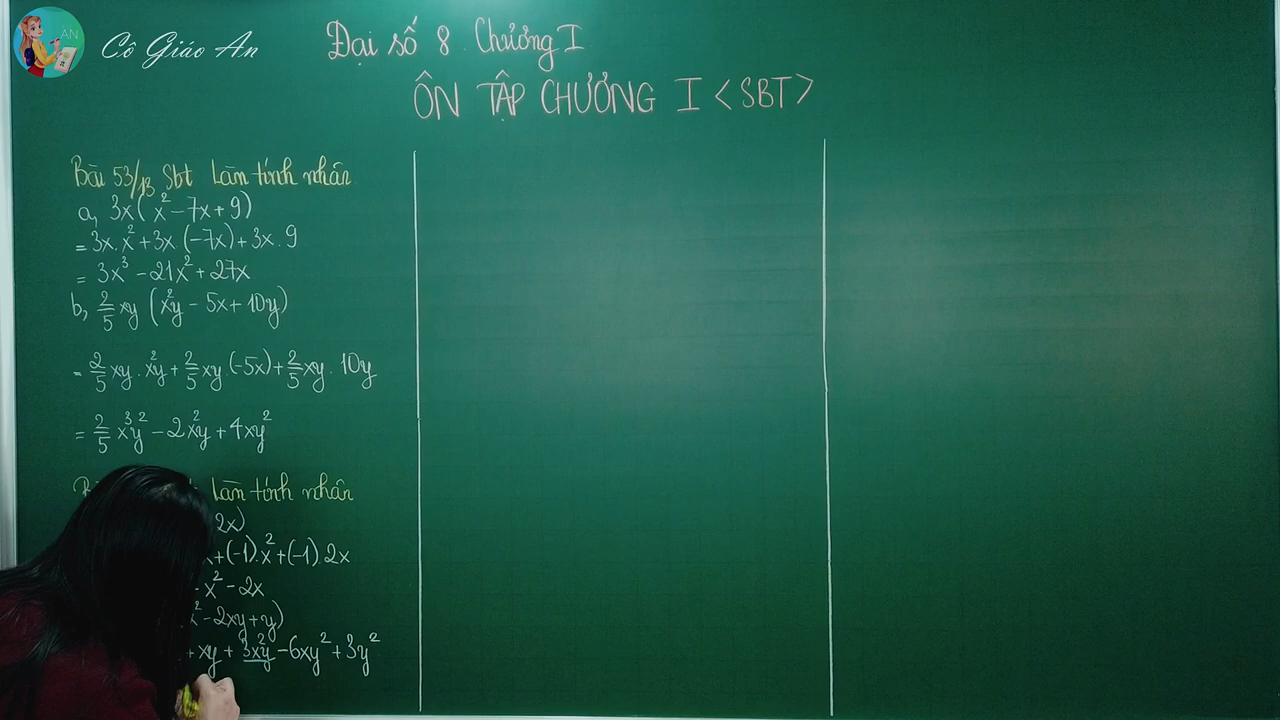 AN
Cô Giáo An
Đại số 8 Chương I
ÔN TẬP CHƯƠNG I <SBT>
Bài 53/13 Sbt Làm tính nhân
a, 3x(x²-7x+9)
=3x.x²+3x.(-7x)+3x.9
= 3x³-21x²+27x
b, 2/5 xy (x²y-5x+10y)
= 2/5 xy.x²y + 2/5 xy.(-5x)+ 2/5 xy.10y
= 2/5 x³y² -2x²y+4xy²
Làm tính nhân
2x)
+(-1).x²+(-1).2x
-x²-2x
-2xy+y)
+xy+3x²y-6xy²+3y²